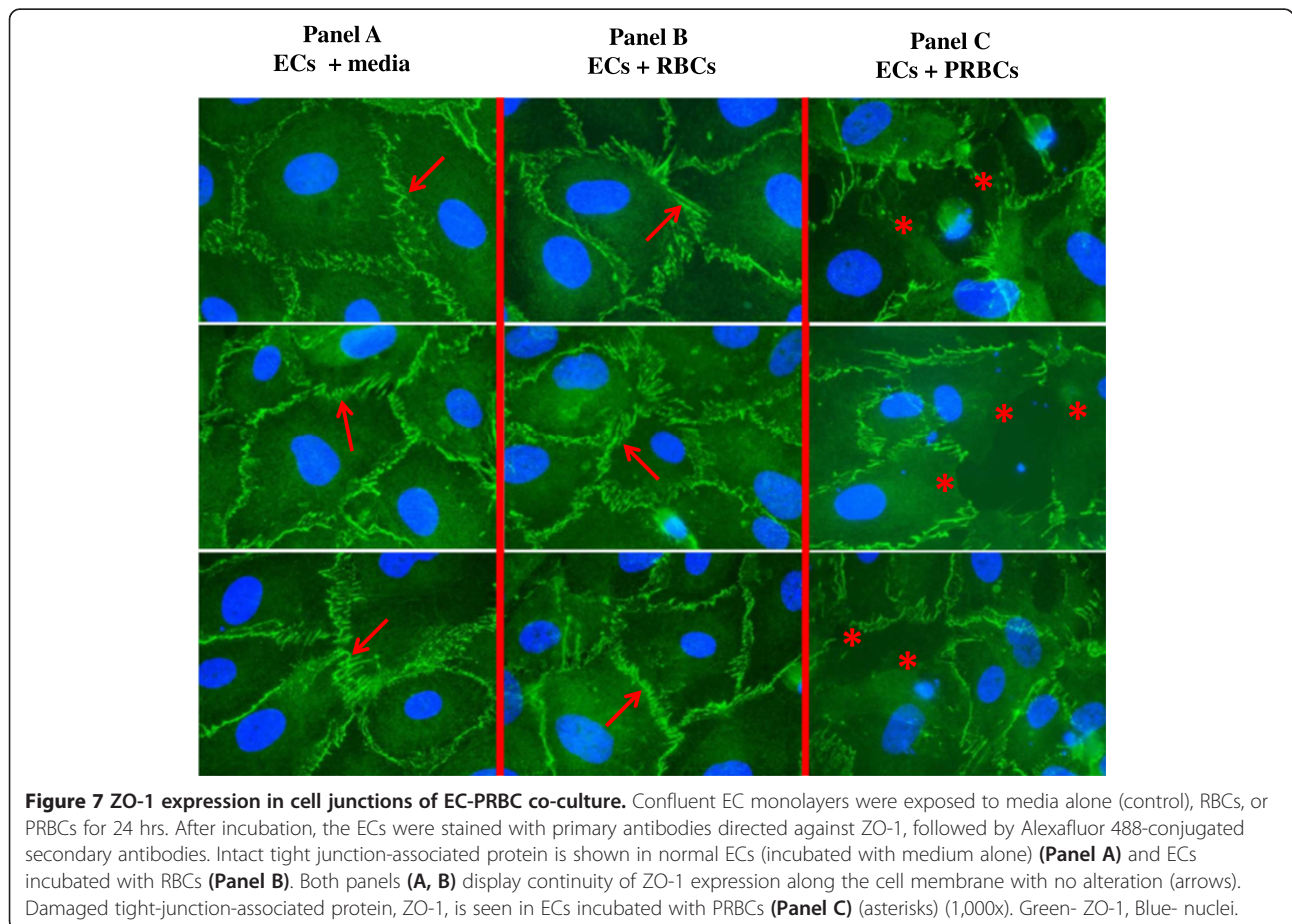 Panel A
ECs + media
Panel B
ECs + RBCs
Panel C
ECs + PRBCs
Figure 7 ZO-1 expression in cell junctions of EC-PRBC co-culture. Confluent EC monolayers were exposed to media alone (control), RBCs, or
PRBCs for 24 hrs. After incubation, the ECs were stained with primary antibodies directed against ZO-1, followed by Alexafluor 488-conjugated
secondary antibodies. Intact tight junction-associated protein is shown in normal ECs (incubated with medium alone) (Panel A) and ECs
incubated with RBCs (Panel B). Both panels (A, B) display continuity of ZO-1 expression along the cell membrane with no alteration (arrows).
Damaged tight-junction-associated protein, ZO-1, is seen in ECs incubated with PRBCs (Panel C) (asterisks) (1,000x). Green- ZO-1, Blue- nuclei.